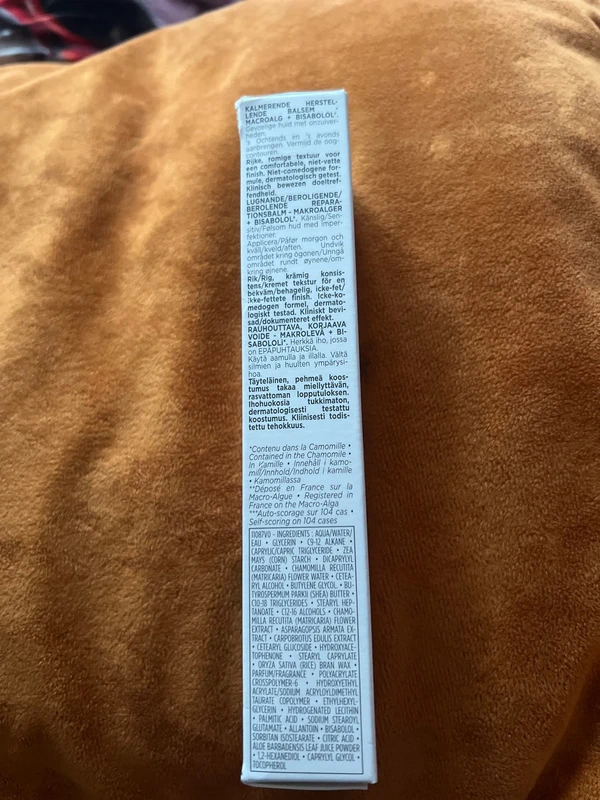 KALMERENDE HERSTEL-
LENDE BALSEM
MACROALG + BISABOLOL*.
Gevoelige huid met onzuiver-
heden.
's Ochtends en 's avonds
aanbrengen. Vermijd de oog-
contouren.
Rijke, romige textuur voor
een comfortabele, niet-vette
finish. Niet-comedogene for-
mule, dermatologisch getest.
Klinisch bewezen doeltref-
fendheid.
LUGNANDE/BEROLIGENDE/
BEROLENDE REPARA-
TIONSBALM - MAKROALGER
+ BISABOLOL*. Känslig/Sen-
sitiv/Følsom hud med imper-
fektioner.
Applicera/Påfør morgon och
kväll/kveld/aften. Undvik
området kring ögonen/Unngå
området rundt øynene/om-
kring øjnene.
Rik/Rig, krämig konsis-
tens/kremet tekstur för en
bekväm/behagelig, icke-fet/
ikke-fettete finish. Icke-ko-
medogen formel, dermato-
logiskt testad. Kliniskt bevi-
sad/dokumenteret effekt.
RAUHOUTTAVA, KORJAAVA
VOIDE - MAKROLEVÄ + BI-
SABOLOLI*. Herkkä iho, jossa
on EPÄPUHTAUKSIA.
Käytä aamulla ja illalla. Vältä
silmien ja huulten ympärysi-
hoa.
Täyteläinen, pehmeä koos-
tumus takaa miellyttävän,
rasvattoman lopputuloksen.
Ihohuokosia tukkimaton,
dermatologisesti testattu
koostumus. Kliinisesti todis-
tettu tehokkuus.
*Contenu dans la Camomille •
Contained in the Chamomile •
In Kamille • Innehåll i kamo-
mill/Innhold/Indhold i kamille
• Kamomillassa
**Déposé en France sur la
Macro-Algue • Registered in
France on the Macro-Alga
***Auto-scorage sur 104 cas •
Self-scoring on 104 cases
11067V0 - INGREDIENTS : AQUA/WATER/
EAU • GLYCERIN • C9-12 ALKANE •
CAPRYLIC/CAPRIC TRIGLYCERIDE • ZEA
MAYS (CORN) STARCH • DICAPRYLYL
CARBONATE • CHAMOMILLA RECUTITA
(MATRICARIA) FLOWER WATER • CETEA-
RYL ALCOHOL • BUTYLENE GLYCOL • BU-
TYROSPERMUM PARKII (SHEA) BUTTER •
C10-18 TRIGLYCERIDES • STEARYL HEP-
TANOATE • C12-16 ALCOHOLS • CHAMO-
MILLA RECUTITA (MATRICARIA) FLOWER
EXTRACT • ASPARAGOPSIS ARMATA EX-
TRACT • CARPOBROTUS EDULIS EXTRACT
• CETEARYL GLUCOSIDE • HYDROXYACE-
TOPHENONE • STEARYL CAPRYLATE
• ORYZA SATIVA (RICE) BRAN WAX •
PARFUM/FRAGRANCE • POLYACRYLATE
CROSSPOLYMER-6 • HYDROXYETHYL
ACRYLATE/SODIUM ACRYLOYLDIMETHYL
TAURATE COPOLYMER • ETHYLHEXYL-
GLYCERIN • HYDROGENATED LECITHIN
• PALMITIC ACID • SODIUM STEAROYL
GLUTAMATE • ALLANTOIN • BISABOLOL •
SORBITAN ISOSTEARATE • CITRIC ACID •
ALOE BARBADENSIS LEAF JUICE POWDER
• 1,2-HEXANEDIOL • CAPRYLYL GLYCOL •
TOCOPHEROL